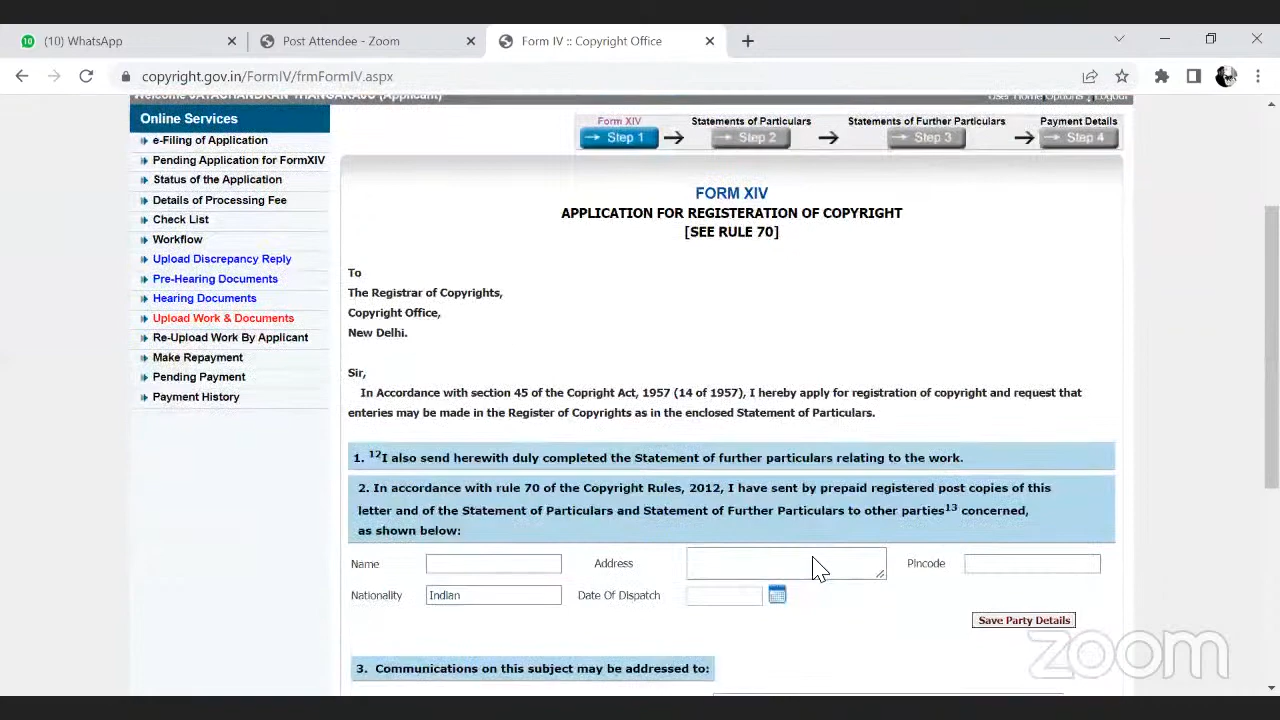 (10) WhatsApp
Post Attendee - Zoom
Form IV :: Copyright Office
copyright.gov.in/FormIV/frmFormIV.aspx
Welcome JAYACHANDRAN THANGARAJU (Applicant)
User Home Options Logout
Online Services
e-Filing of Application
Pending Application for FormXIV
Status of the Application
Details of Processing Fee
Check List
Workflow
Upload Discrepancy Reply
Pre-Hearing Documents
Hearing Documents
Upload Work & Documents
Re-Upload Work By Applicant
Make Repayment
Pending Payment
Payment History
Form XIV Statements of Particulars Statements of Further Particulars Payment Details
Step 1 Step 2 Step 3 Step 4
FORM XIV
APPLICATION FOR REGISTERATION OF COPYRIGHT
[SEE RULE 70]
To
The Registrar of Copyrights,
Copyright Office,
New Delhi.
Sir,
In Accordance with section 45 of the Copright Act, 1957 (14 of 1957), I hereby apply for registration of copyright and request that
enteries may be made in the Register of Copyrights as in the enclosed Statement of Particulars.
1. 12I also send herewith duly completed the Statement of further particulars relating to the work.
2. In accordance with rule 70 of the Copyright Rules, 2012, I have sent by prepaid registered post copies of this
letter and of the Statement of Particulars and Statement of Further Particulars to other parties13 concerned,
as shown below:
Name Address Pincode
Nationality Indian Date Of Dispatch
Save Party Details
3. Communications on this subject may be addressed to:
zoom